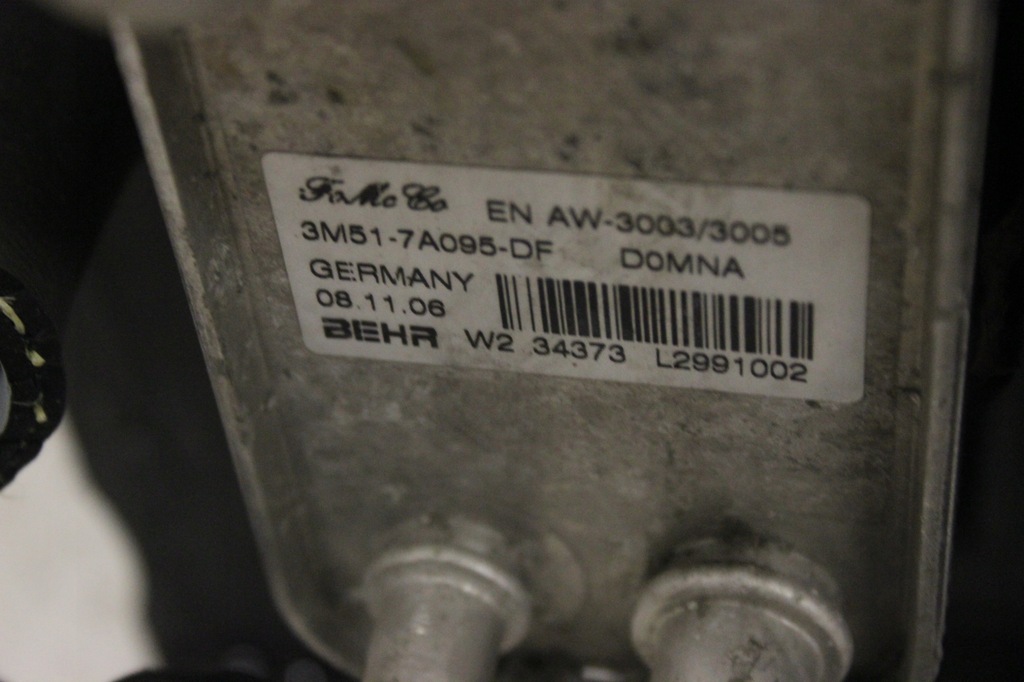 FoMoCo EN AW-3003/3005
3M51-7A095-DF D0MNA
GERMANY
08.11.06
BEHR W2 34373 L2991002